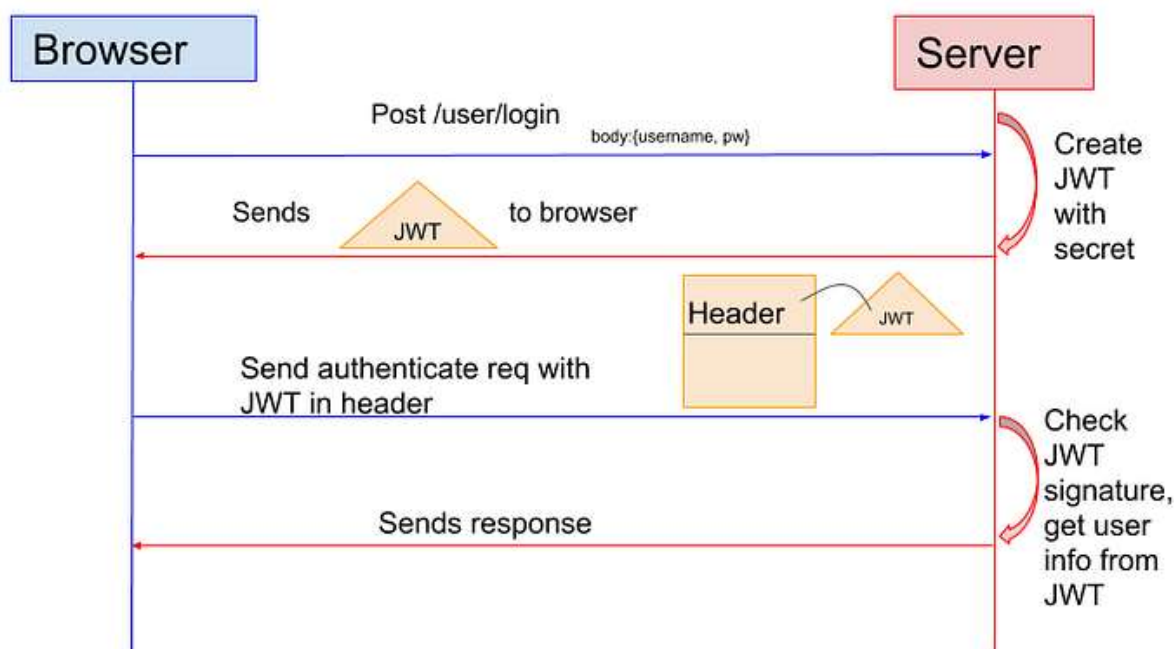 Browser
Server
Post /user/login
body:{username, pw}
Create
JWT
with
secret
Sends
JWT
to browser
Header
JWT
Send authenticate req with
JWT in header
Check
JWT
signature,
get user
info from
JWT
Sends response